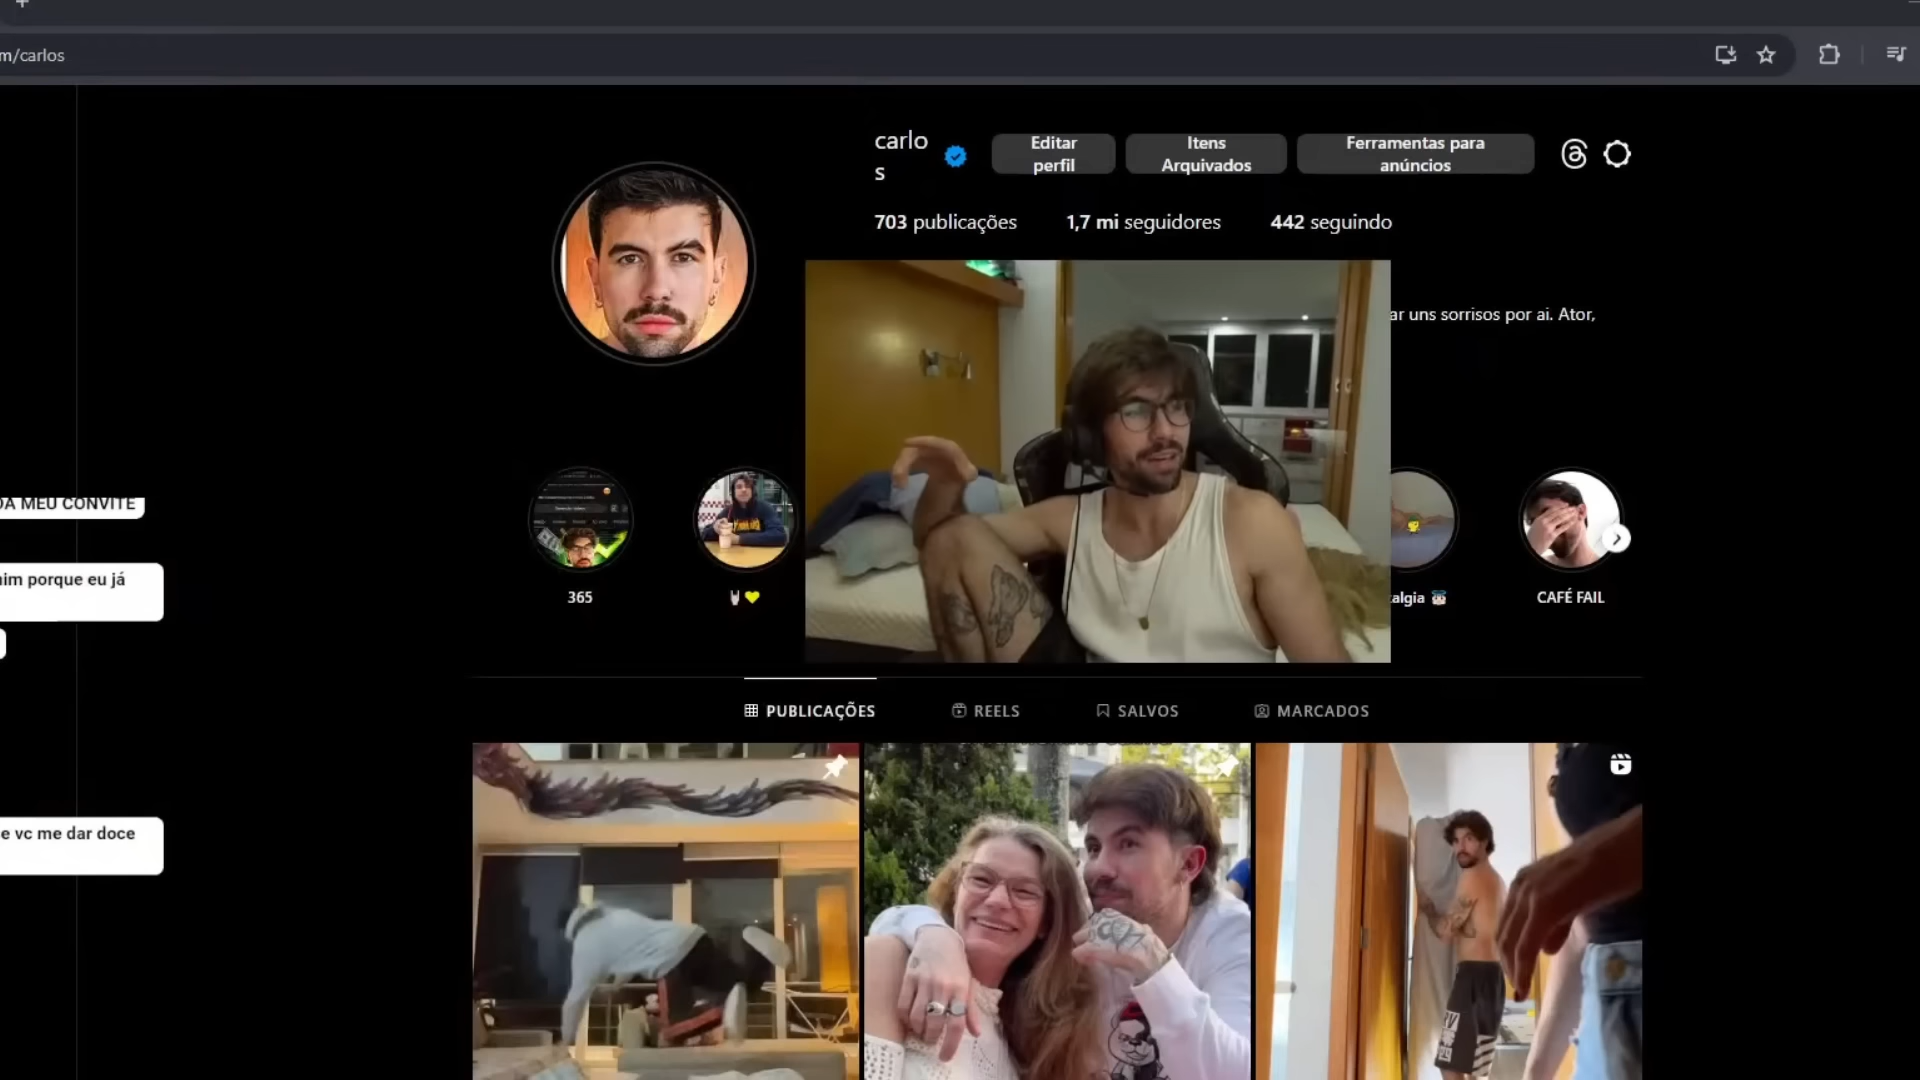 m/carlos
carlo
s
Editar
perfil
Itens
Arquivados
Ferramentas para
anúncios
703 publicações 1,7 mi seguidores 442 seguindo
ar uns sorrisos por ai. Ator,
DA MEU CONVITE
nim porque eu já
e vc me dar doce
365
🤘💛
algia
CAFÉ FAIL
PUBLICAÇÕES REELS SALVOS MARCADOS